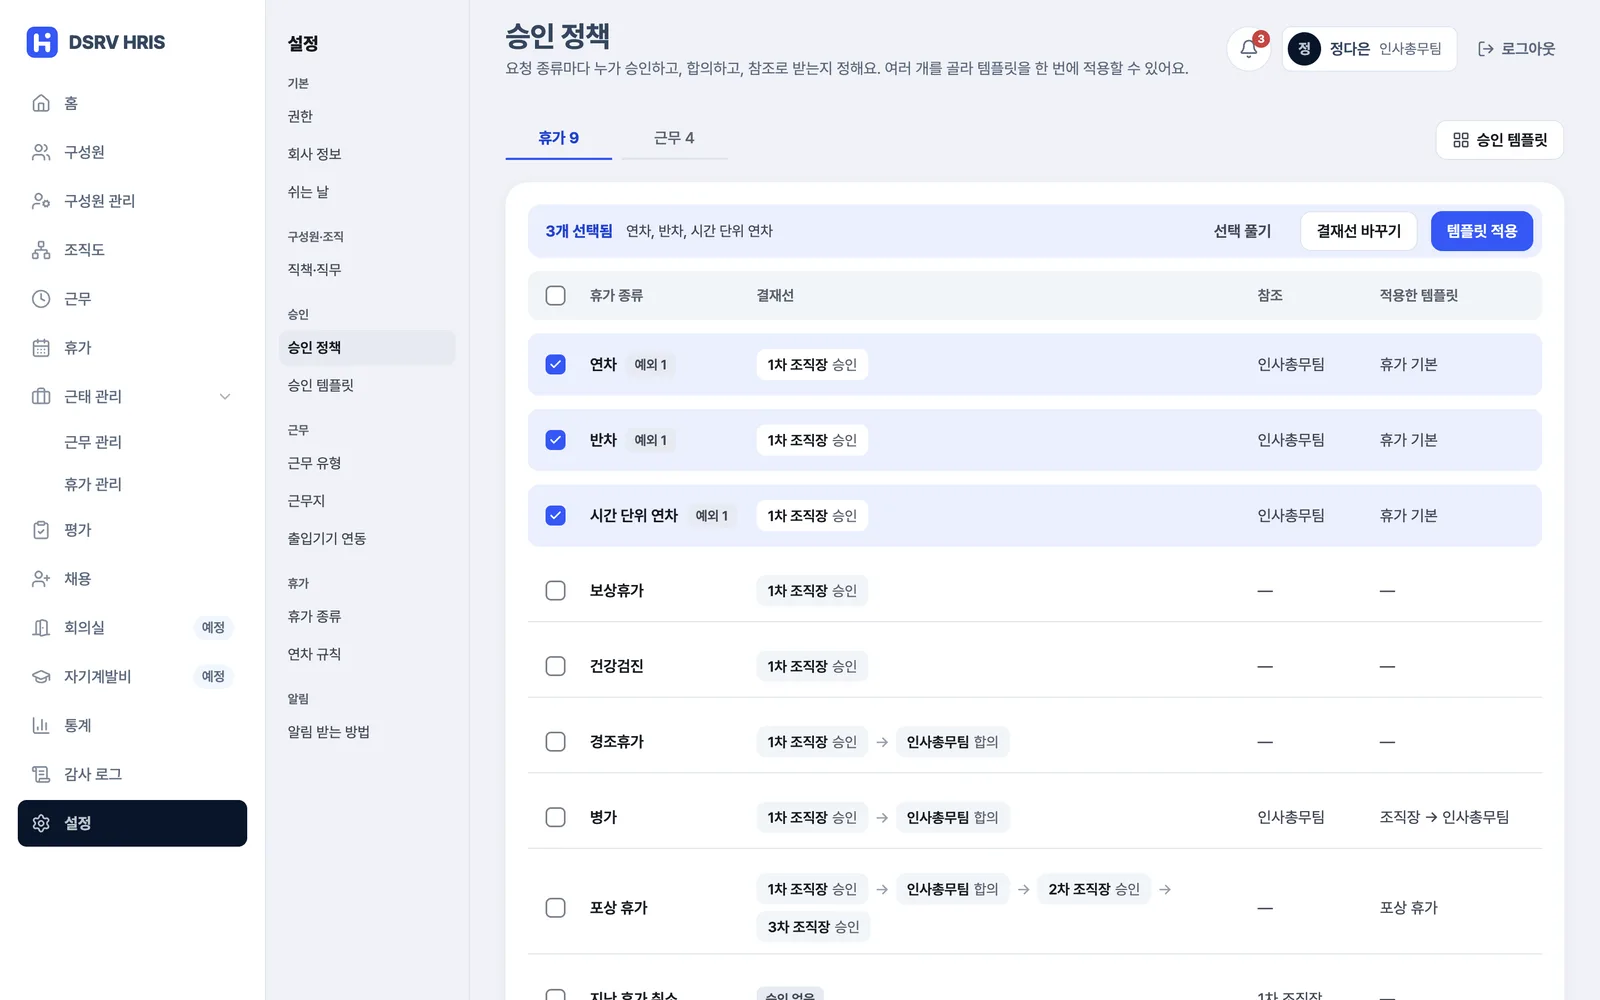 DSRV HRIS
홈
구성원
구성원 관리
조직도
근무
휴가
근태 관리
근무 관리
휴가 관리
평가
채용
회의실 예정
자기계발비 예정
통계
감사 로그
설정
설정
기본
권한
회사 정보
쉬는 날
구성원·조직
직책·직무
승인
승인 정책
승인 템플릿
근무
근무 유형
근무지
출입기기 연동
휴가
휴가 종류
연차 규칙
알림
알림 받는 방법
승인 정책
요청 종류마다 누가 승인하고, 합의하고, 참조로 받는지 정해요. 여러 개를 골라 템플릿을 한 번에 적용할 수 있어요.
3
정 정다은 인사총무팀
로그아웃
휴가 9 근무 4
승인 템플릿
3개 선택됨 연차, 반차, 시간 단위 연차 선택 풀기 결재선 바꾸기 템플릿 적용
휴가 종류 결재선 참조 적용한 템플릿
연차 예외 1 1차 조직장 승인 인사총무팀 휴가 기본
반차 예외 1 1차 조직장 승인 인사총무팀 휴가 기본
시간 단위 연차 예외 1 1차 조직장 승인 인사총무팀 휴가 기본
보상휴가 1차 조직장 승인 — —
건강검진 1차 조직장 승인 — —
경조휴가 1차 조직장 승인 → 인사총무팀 합의 — —
병가 1차 조직장 승인 → 인사총무팀 합의 인사총무팀 조직장 → 인사총무팀
포상 휴가 1차 조직장 승인 → 인사총무팀 합의 → 2차 조직장 승인 → — 포상 휴가
3차 조직장 승인
지난 휴가 취소 승인 없음 1차 조직장 —